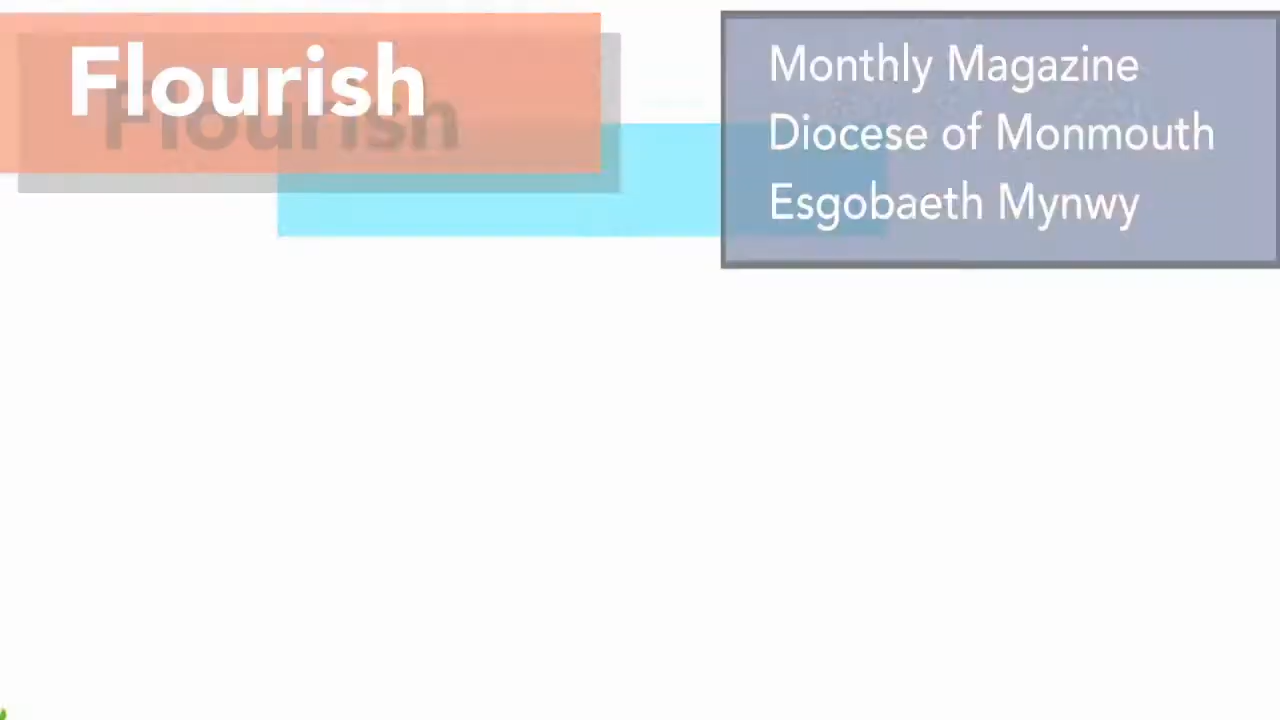 Flourish
Monthly Magazine
Diocese of Monmouth
Esgobaeth Mynwy